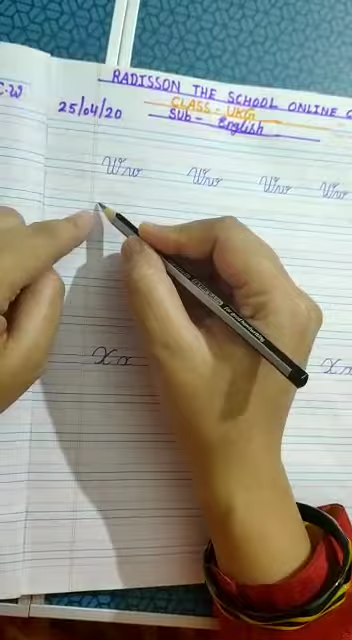 C.W
RADISSON THE SCHOOL ONLINE C
25/04/20
CLASS - UKG
Sub - English
Ww Ww Ww Ww
Xx Xx